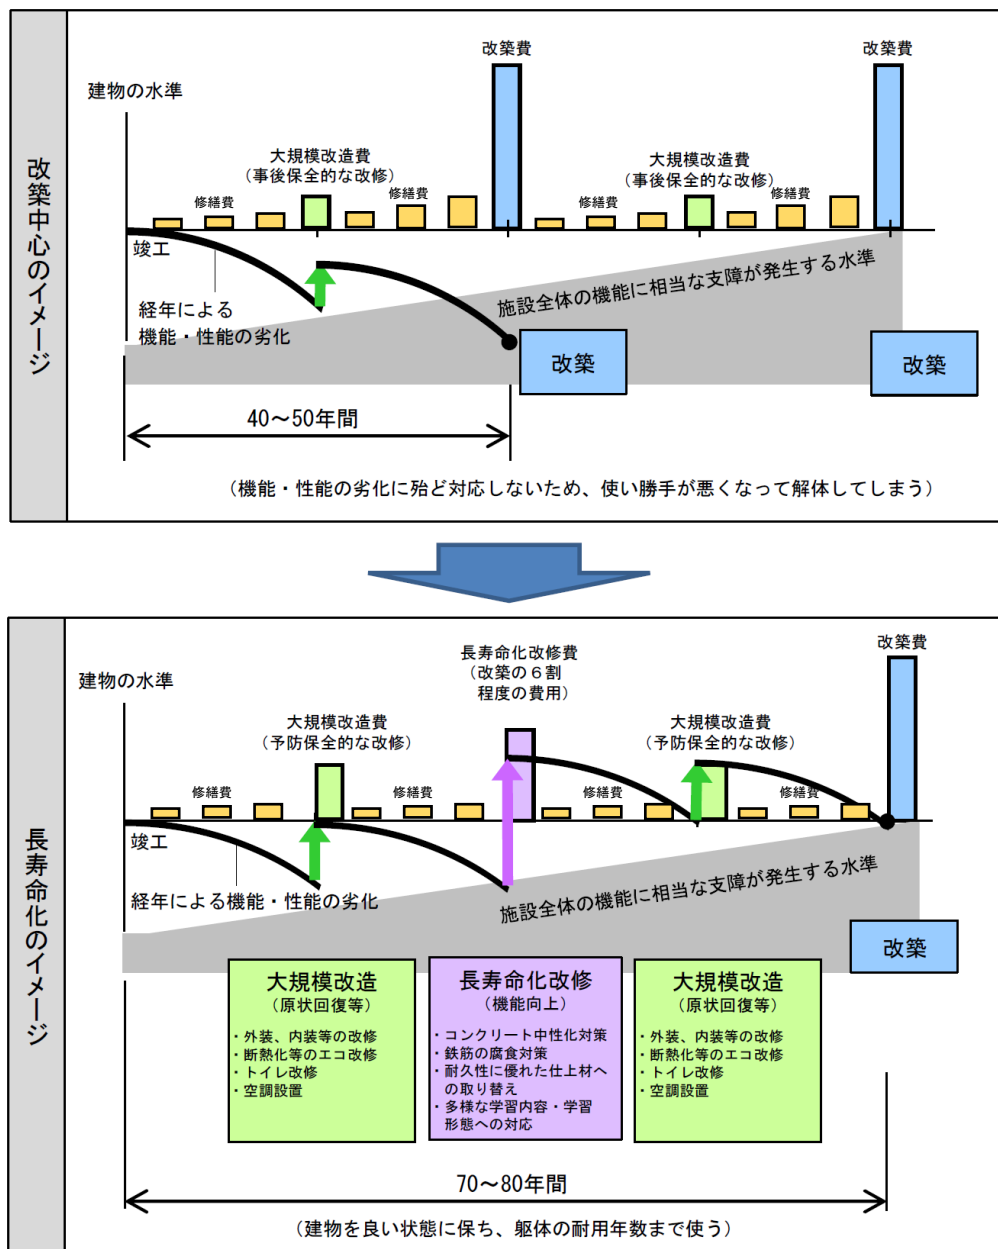 改築中心のイメージ
建物の水準
改築費
改築費
大規模改造費
（事後保全的な改修）
大規模改造費
（事後保全的な改修）
修繕費
修繕費
修繕費
修繕費
竣工
経年による
機能・性能の劣化
施設全体の機能に相当な支障が発生する水準
改築
改築
40～50年間
（機能・性能の劣化に殆ど対応しないため、使い勝手が悪くなって解体してしまう）
長寿命化のイメージ
建物の水準
改築費
長寿命化改修費
（改築の６割
程度の費用）
大規模改造費
（予防保全的な改修）
大規模改造費
（予防保全的な改修）
修繕費
修繕費
修繕費
修繕費
竣工
経年による機能・性能の劣化
施設全体の機能に相当な支障が発生する水準
改築
大規模改造
（原状回復等）
・外装、内装等の改修
・断熱化等のエコ改修
・トイレ改修
・空調設置
長寿命化改修
（機能向上）
・コンクリート中性化対策
・鉄筋の腐食対策
・耐久性に優れた仕上材へ
の取り替え
・多様な学習内容・学習
形態への対応
大規模改造
（原状回復等）
・外装、内装等の改修
・断熱化等のエコ改修
・トイレ改修
・空調設置
70～80年間
（建物を良い状態に保ち、躯体の耐用年数まで使う）